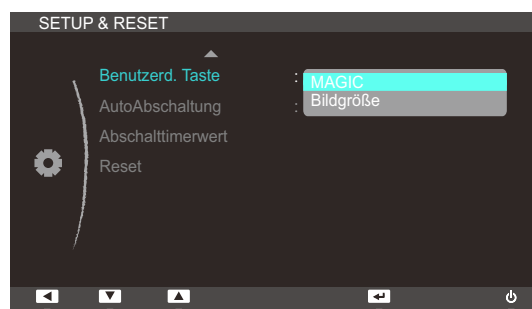 SETUP & RESET
Benutzerd. Taste : MAGIC
Bildgröße
AutoAbschaltung :
Abschalttimerwert
Reset